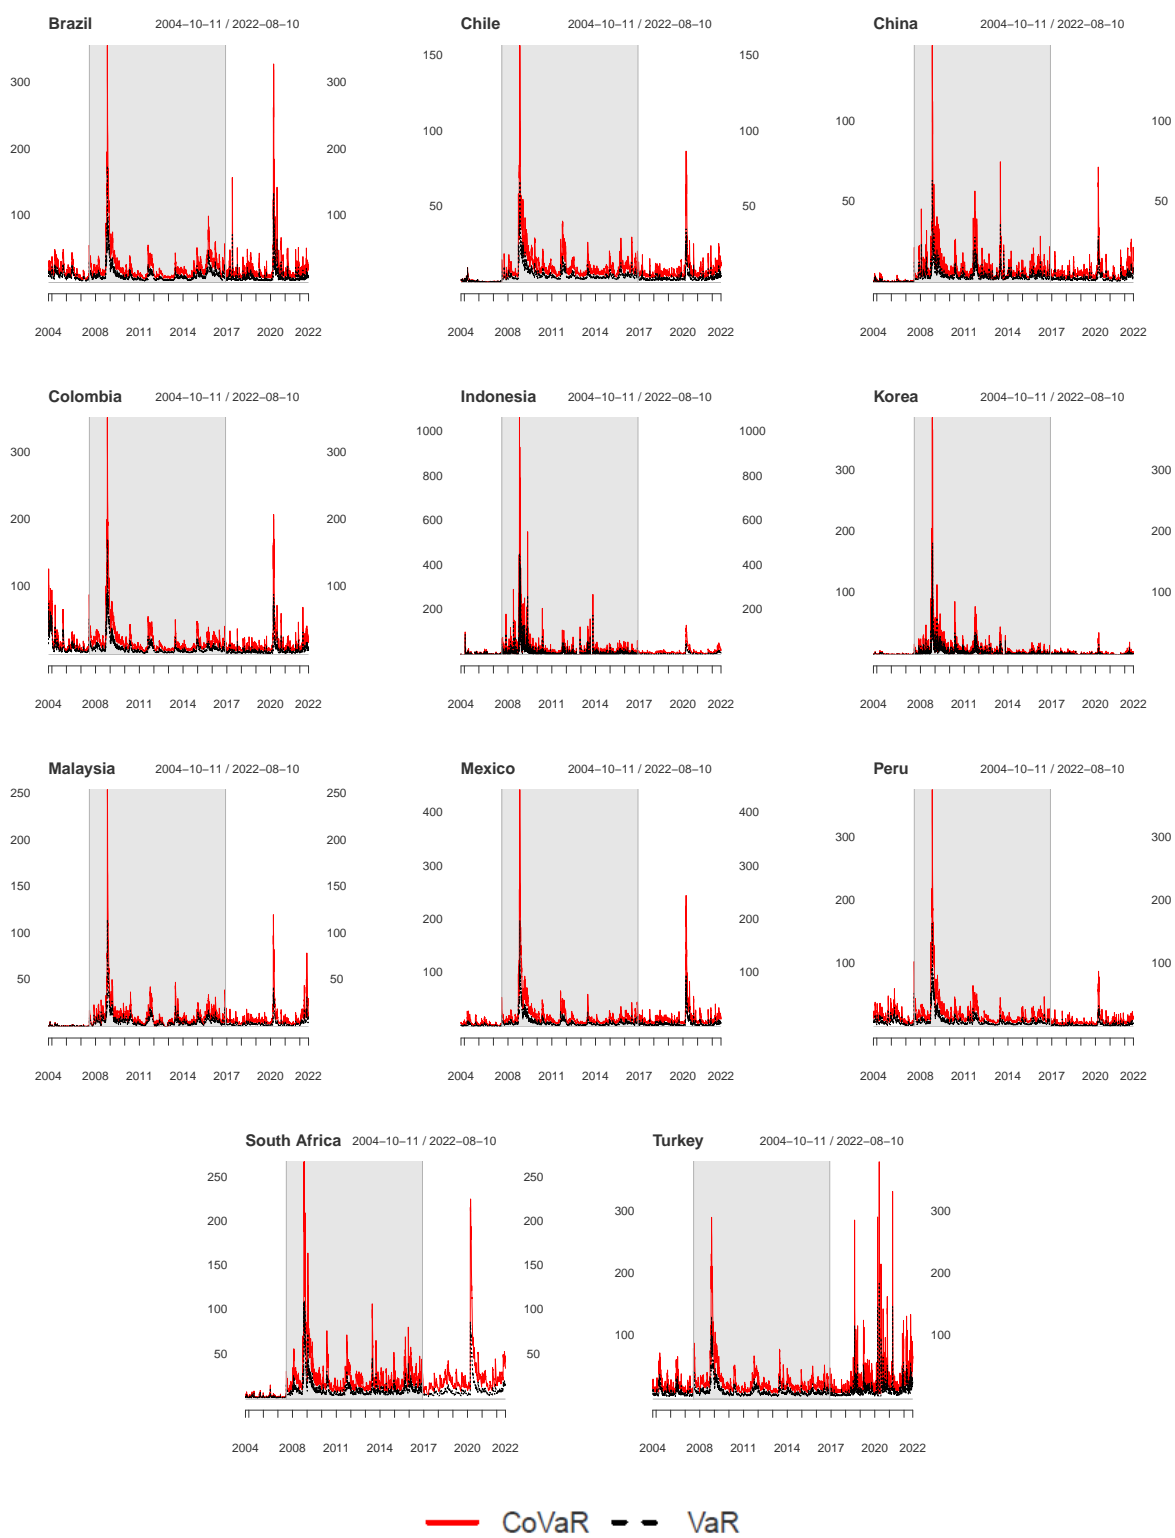 Brazil 2004−10−11 / 2022−08−10
300 300
200 200
100 100
2004 2008 2011 2014 2017 2020 2022
Chile 2004−10−11 / 2022−08−10
150 150
100 100
50 50
2004 2008 2011 2014 2017 2020 2022
China 2004−10−11 / 2022−08−10
100 100
50 50
2004 2008 2011 2014 2017 2020 2022
Colombia 2004−10−11 / 2022−08−10
300 300
200 200
100 100
2004 2008 2011 2014 2017 2020 2022
Indonesia 2004−10−11 / 2022−08−10
1000 1000
800 800
600 600
400 400
200 200
2004 2008 2011 2014 2017 2020 2022
Korea 2004−10−11 / 2022−08−10
300 300
200 200
100 100
2004 2008 2011 2014 2017 2020 2022
Malaysia 2004−10−11 / 2022−08−10
250 250
200 200
150 150
100 100
50 50
2004 2008 2011 2014 2017 2020 2022
Mexico 2004−10−11 / 2022−08−10
400 400
300 300
200 200
100 100
2004 2008 2011 2014 2017 2020 2022
Peru 2004−10−11 / 2022−08−10
300 300
200 200
100 100
2004 2008 2011 2014 2017 2020 2022
South Africa 2004−10−11 / 2022−08−10
250 250
200 200
150 150
100 100
50 50
2004 2008 2011 2014 2017 2020 2022
Turkey 2004−10−11 / 2022−08−10
300 300
200 200
100 100
2004 2008 2011 2014 2017 2020 2022
CoVaR VaR